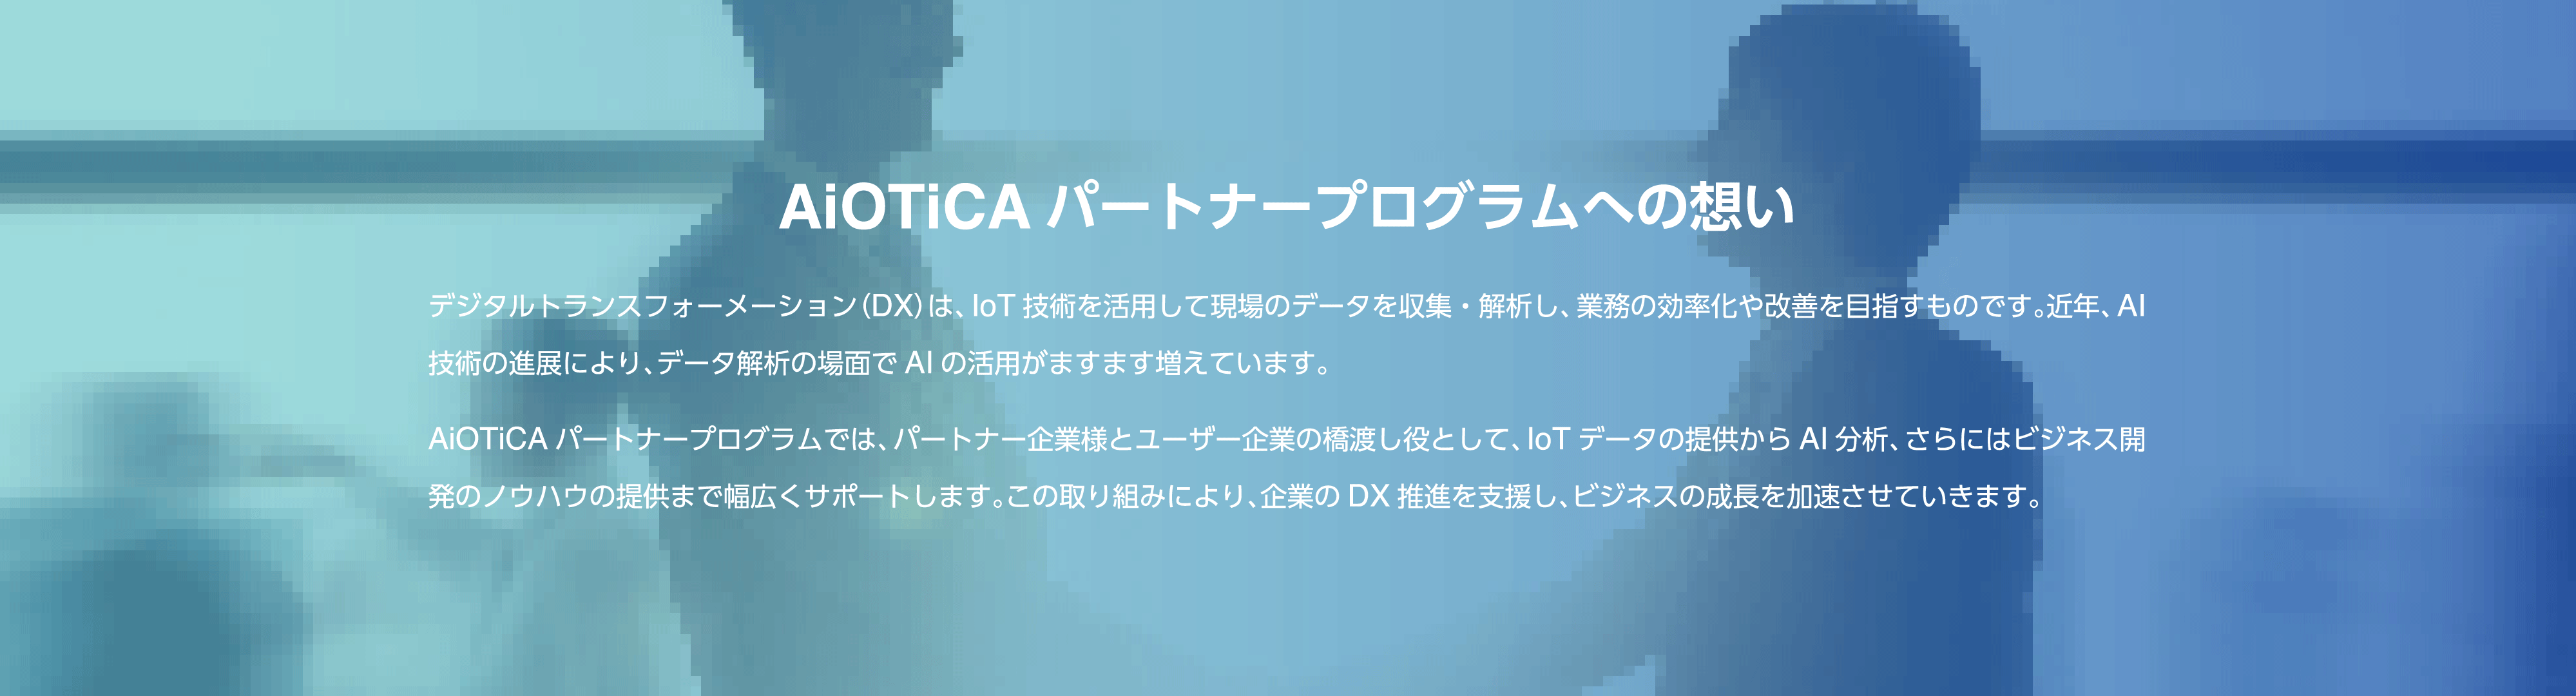 AiOTiCA パートナープログラムへの想い
デジタルトランスフォーメーション（DX）は、IoT 技術を活用して現場のデータを収集・解析し、業務の効率化や改善を目指すものです。近年、AI
技術の進展により、データ解析の場面で AI の活用がますます増えています。
AiOTiCA パートナープログラムでは、パートナー企業様とユーザー企業の橋渡し役として、IoT データの提供から AI 分析、さらにはビジネス開
発のノウハウの提供まで幅広くサポートします。この取り組みにより、企業の DX 推進を支援し、ビジネスの成長を加速させていきます。